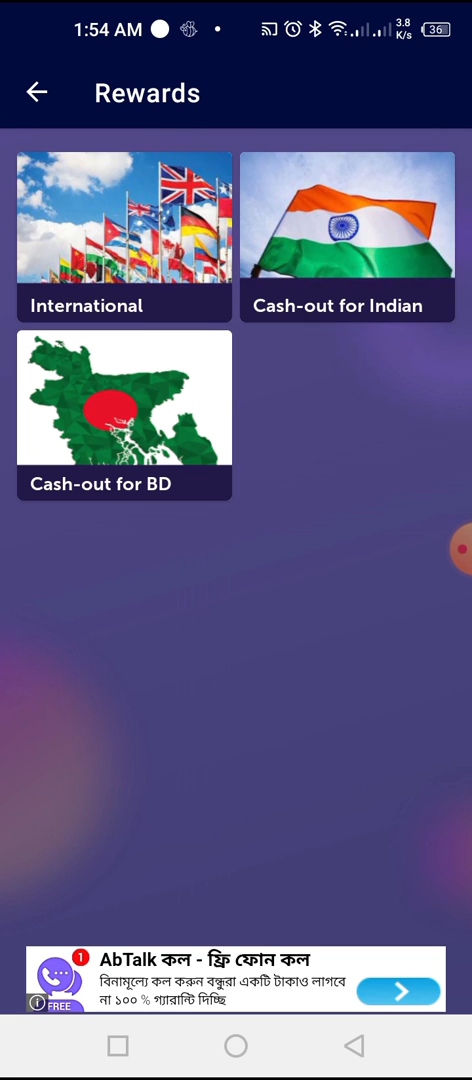 1:54 AM
3.8
K/s
36
Rewards
International
Cash-out for Indian
Cash-out for BD
1
AbTalk কল - ফ্রি ফোন কল
বিনামূল্যে কল করুন বন্ধুরা একটি টাকাও লাগবে
না ১০০ % গ্যারান্টি দিচ্ছি
FREE